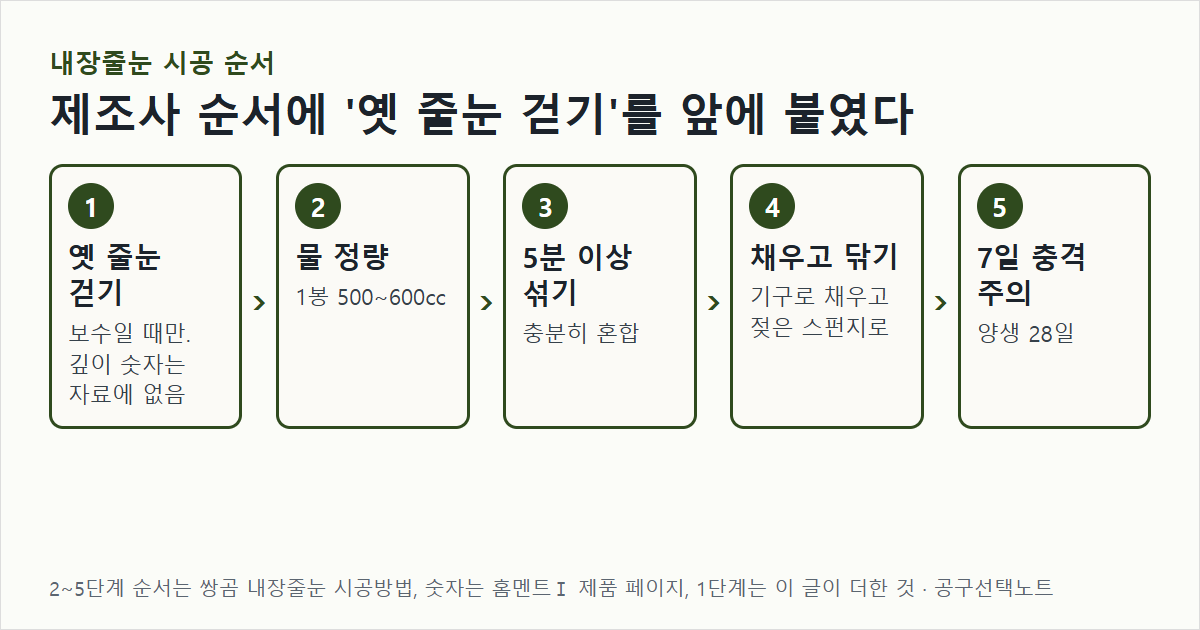 내장줄눈 시공 순서
제조사 순서에 '옛 줄눈 걷기'를 앞에 붙였다
1
옛 줄눈
걷기
보수일 때만.
깊이 숫자는
자료에 없음
›
2
물 정량
1봉 500~600cc
›
3
5분 이상
섞기
충분히 혼합
›
4
채우고 닦기
기구로 채우고
젖은 스펀지로
›
5
7일 충격
주의
양생 28일
2~5단계 순서는 쌍곰 내장줄눈 시공방법, 숫자는 홈멘트Ⅰ 제품 페이지, 1단계는 이 글이 더한 것 · 공구선택노트